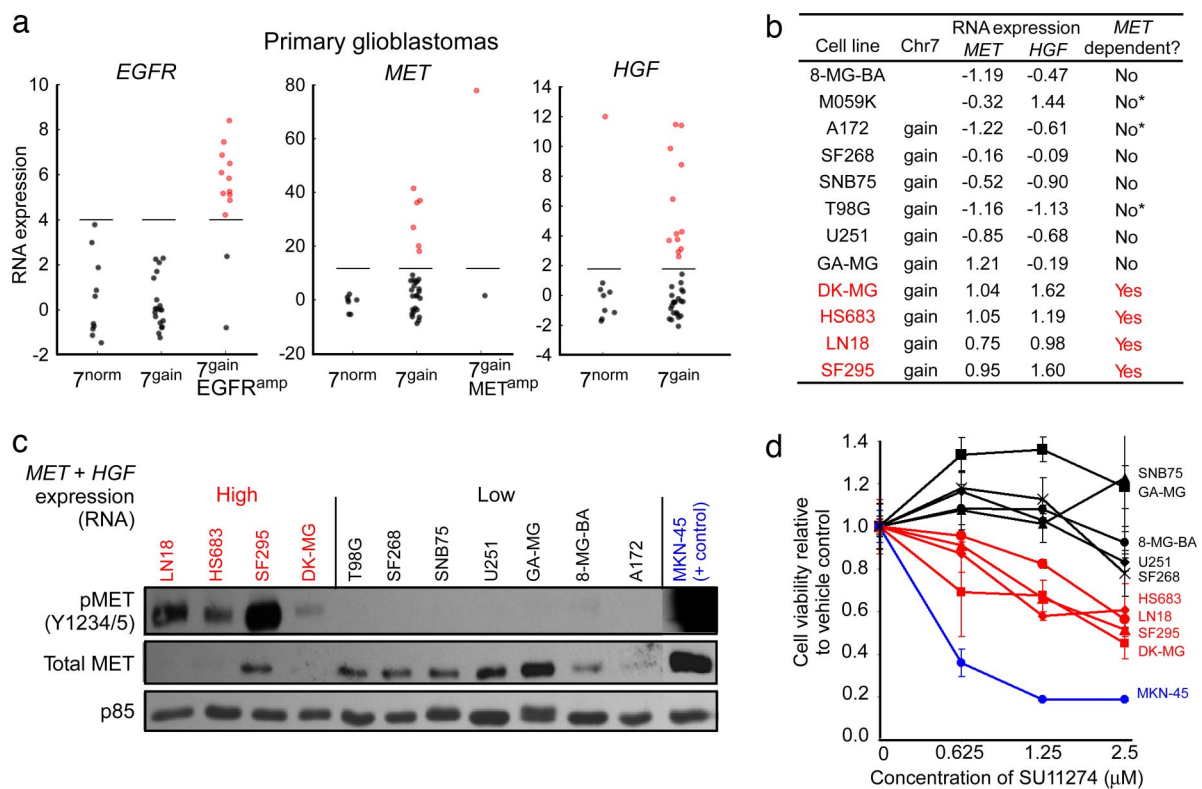 a
Primary glioblastomas
EGFR
MET
HGF
RNA expression
10
8
6
4
2
0
-2
7norm
7gain
7gain
EGFRamp
80
60
40
20
0
-20
7norm
7gain
7gain
METamp
14
12
10
8
6
4
2
0
-2
-4
7norm
7gain
b
RNA expression MET
Cell line Chr7 MET HGF dependent?
8-MG-BA -1.19 -0.47 No
M059K -0.32 1.44 No*
A172 gain -1.22 -0.61 No*
SF268 gain -0.16 -0.09 No
SNB75 gain -0.52 -0.90 No
T98G gain -1.16 -1.13 No*
U251 gain -0.85 -0.68 No
GA-MG gain 1.21 -0.19 No
DK-MG gain 1.04 1.62 Yes
HS683 gain 1.05 1.19 Yes
LN18 gain 0.75 0.98 Yes
SF295 gain 0.95 1.60 Yes
c
MET + HGF
expression
(RNA)
High
Low
LN18
HS683
SF295
DK-MG
T98G
SF268
SNB75
U251
GA-MG
8-MG-BA
A172
MKN-45
(+ control)
pMET
(Y1234/5)
Total MET
p85
d
Cell viability relative
to vehicle control
1.4
1.2
1.0
0.8
0.6
0.4
0.2
0.0
0
0.625
1.25
2.5
Concentration of SU11274 (μM)
SNB75
GA-MG
8-MG-BA
U251
SF268
HS683
LN18
SF295
DK-MG
MKN-45